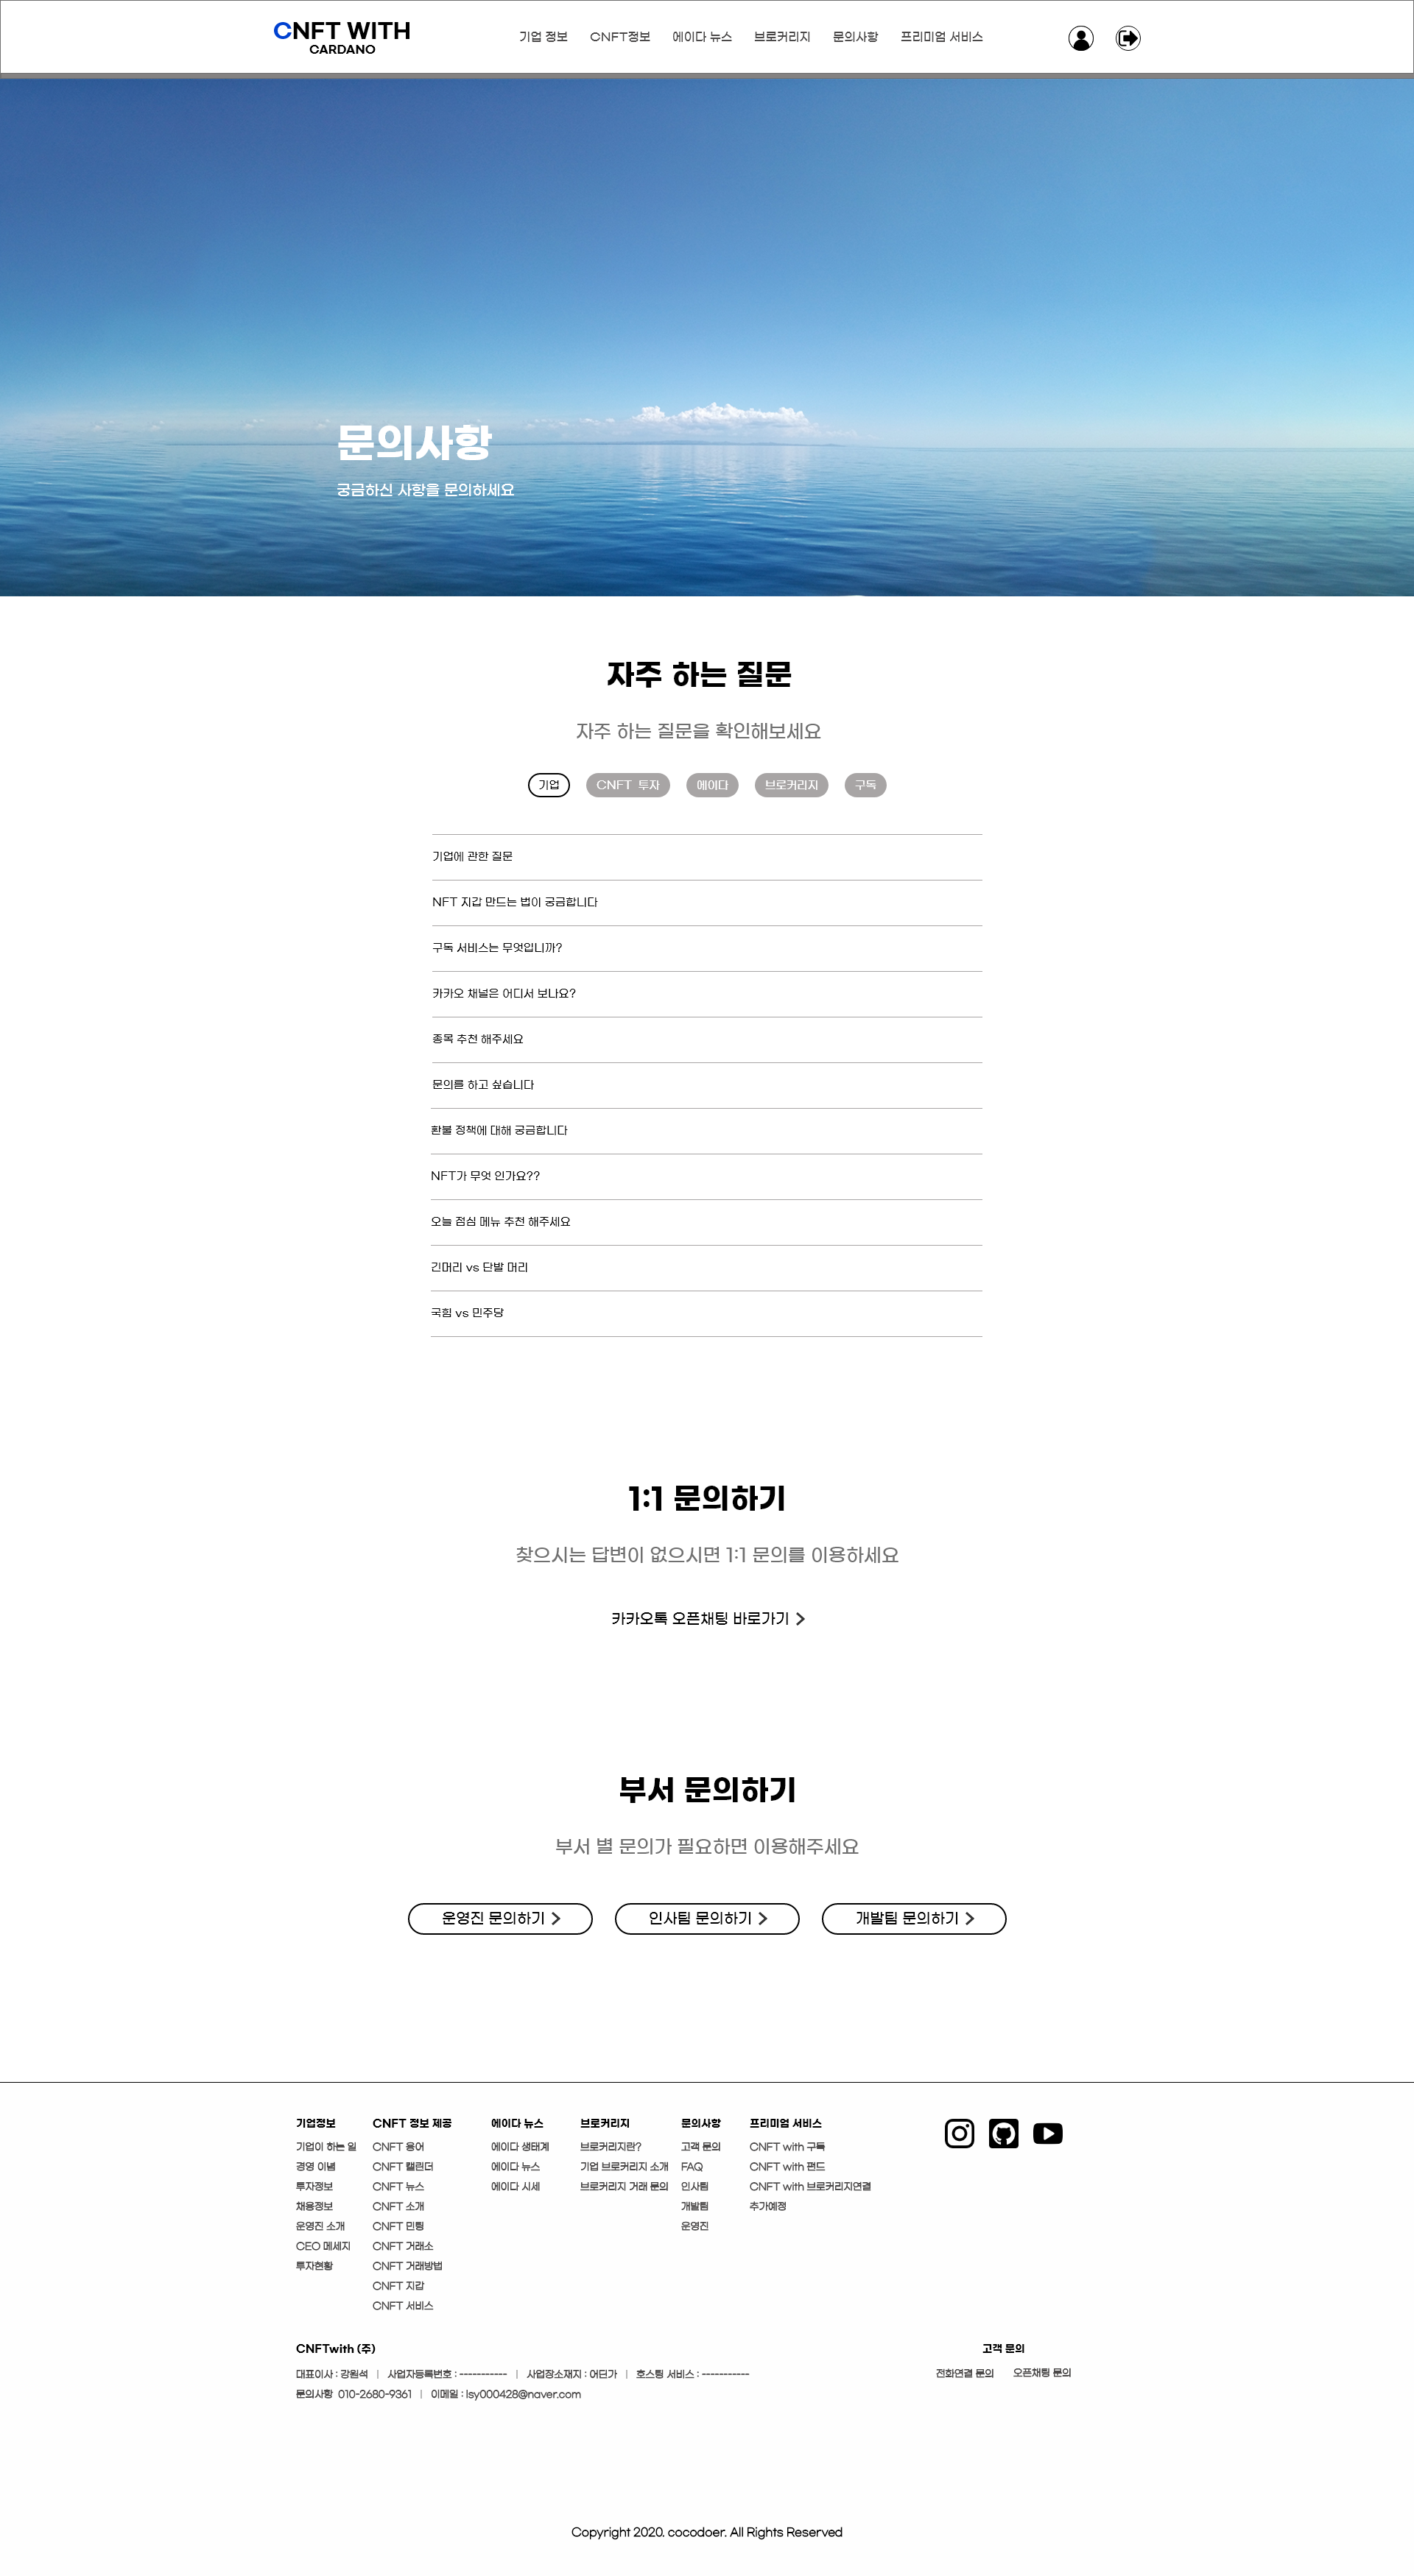 CNFT WITH
CARDANO
기업 정보 CNFT정보 에이다 뉴스 브로커리지 문의사항 프리미엄 서비스
문의사항
궁금하신 사항을 문의하세요
자주 하는 질문
자주 하는 질문을 확인해보세요
기업 CNFT 투자 에이다 브로커리지 구독
기업에 관한 질문
NFT 지갑 만드는 법이 궁금합니다
구독 서비스는 무엇입니까?
카카오 채널은 어디서 보나요?
종목 추천 해주세요
문의를 하고 싶습니다
환불 정책에 대해 궁금합니다
NFT가 무엇 인가요??
오늘 점심 메뉴 추천 해주세요
긴머리 vs 단발 머리
국힘 vs 민주당
1:1 문의하기
찾으시는 답변이 없으시면 1:1 문의를 이용하세요
카카오톡 오픈채팅 바로가기 >
부서 문의하기
부서 별 문의가 필요하면 이용해주세요
운영진 문의하기 > 인사팀 문의하기 > 개발팀 문의하기 >
기업정보 CNFT 정보 제공 에이다 뉴스 브로커리지 문의사항 프리미엄 서비스
기업이 하는 일 CNFT 용어 에이다 생태계 브로커리지란? 고객 문의 CNFT with 구독
경영 이념 CNFT 캘린더 에이다 뉴스 기업 브로커리지 소개 FAQ CNFT with 펀드
투자정보 CNFT 뉴스 에이다 시세 브로커리지 거래 문의 인사팀 CNFT with 브로커리지연결
채용정보 CNFT 소개 개발팀 추가예정
운영진 소개 CNFT 민팅 운영진
CEO 메세지 CNFT 거래소
투자현황 CNFT 거래방법
CNFT 지갑
CNFT 서비스
CNFTwith (주) 고객 문의
대표이사 : 강원석 | 사업자등록번호 : ----------- | 사업장소재지 : 어딘가 | 호스팅 서비스 : ----------- 전화연결 문의 오픈채팅 문의
문의사항 010-2680-9361 | 이메일 : lsy000428@naver.com
Copyright 2020. cocodoer. All Rights Reserved